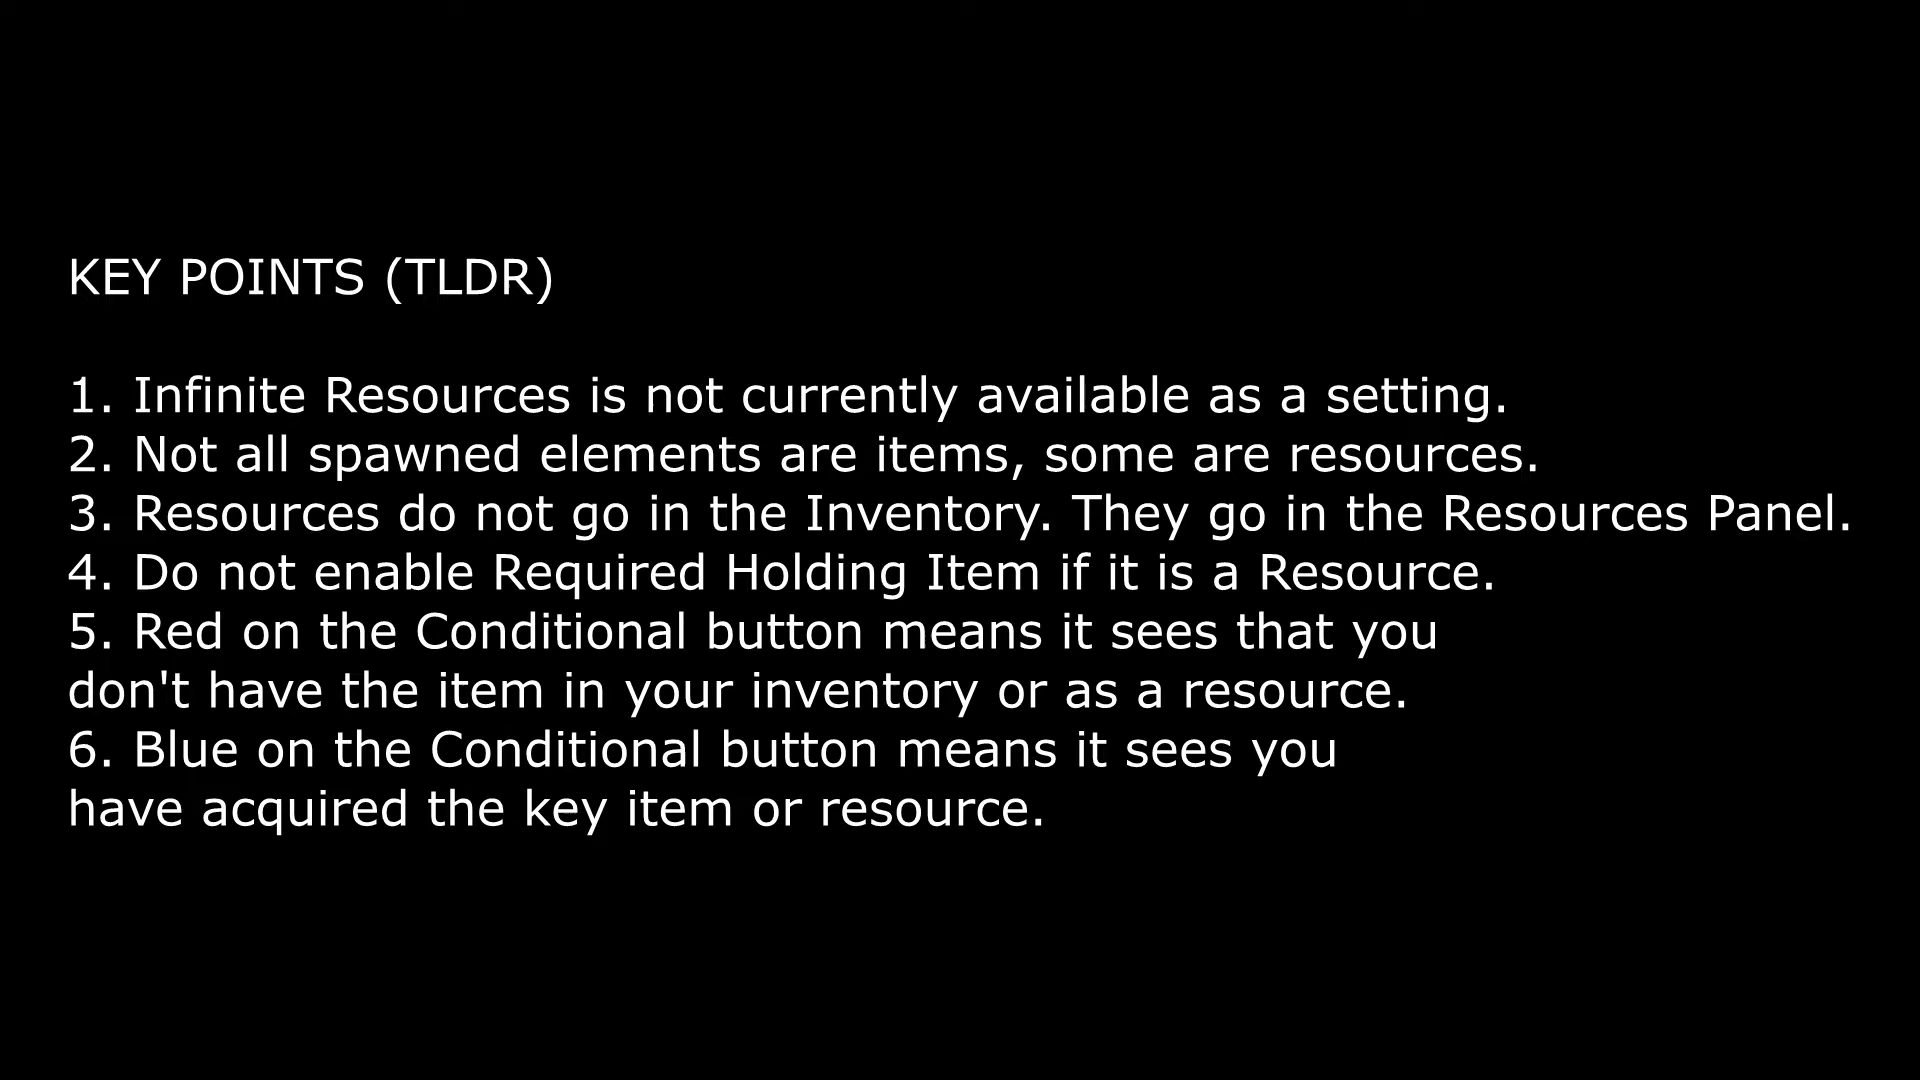 KEY POINTS (TLDR)
1. Infinite Resources is not currently available as a setting.
2. Not all spawned elements are items, some are resources.
3. Resources do not go in the Inventory. They go in the Resources Panel.
4. Do not enable Required Holding Item if it is a Resource.
5. Red on the Conditional button means it sees that you
don't have the item in your inventory or as a resource.
6. Blue on the Conditional button means it sees you
have acquired the key item or resource.